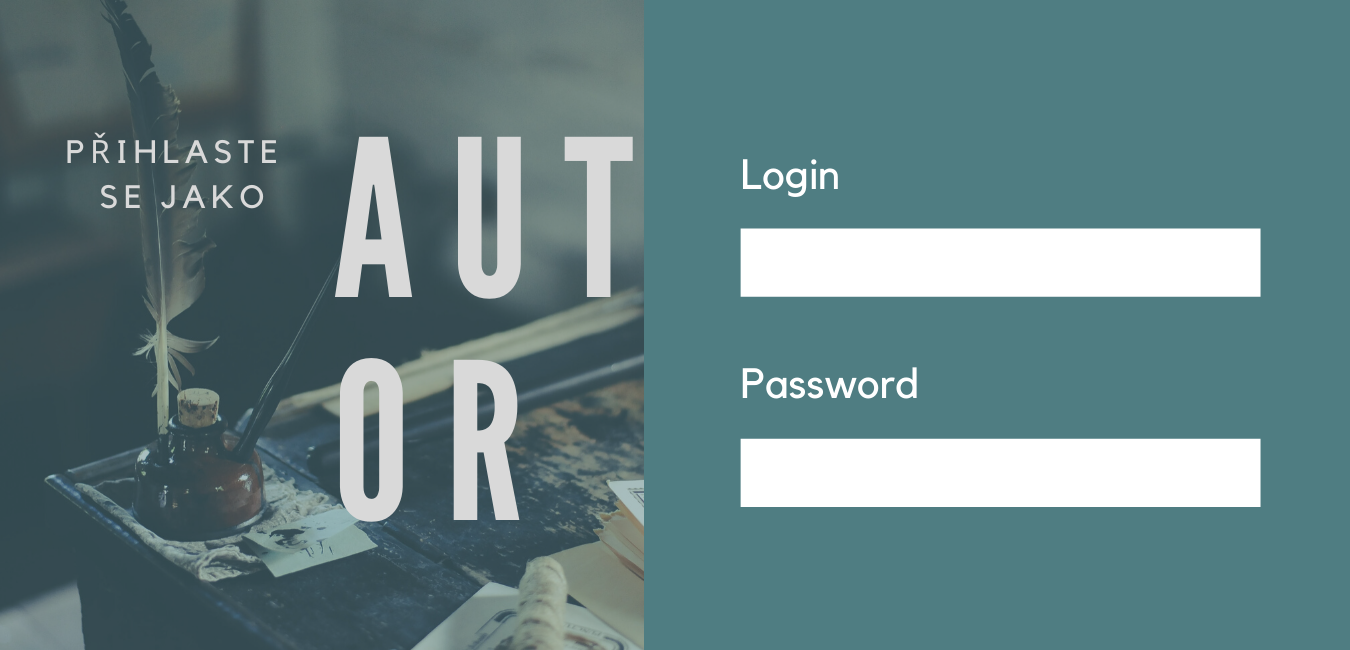 PŘIHLASTE
SE JAKO
AUT
OR
Login
Password